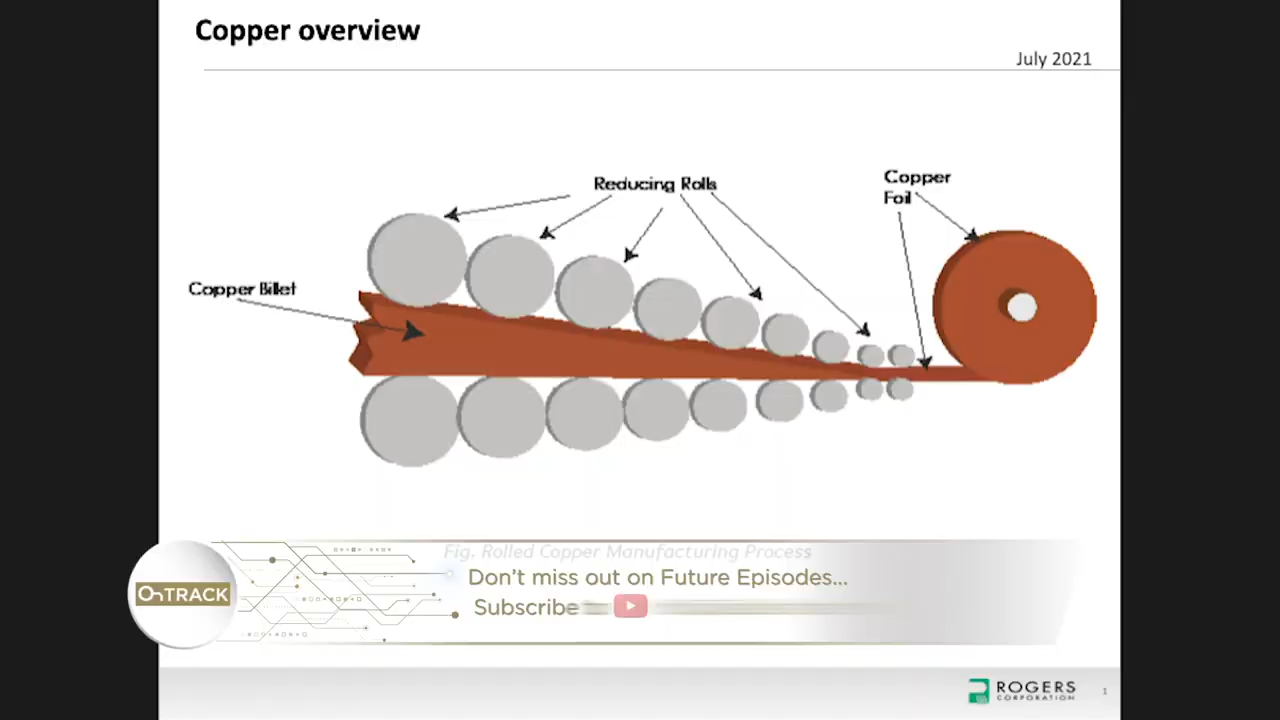 Copper overview
July 2021
Reducing Rolls
Copper
Foil
Copper Billet
Fig. Rolled Copper Manufacturing Process
Don't miss out on Future Episodes...
Subscribe
OnTRACK
ROGERS
CORPORATION
1